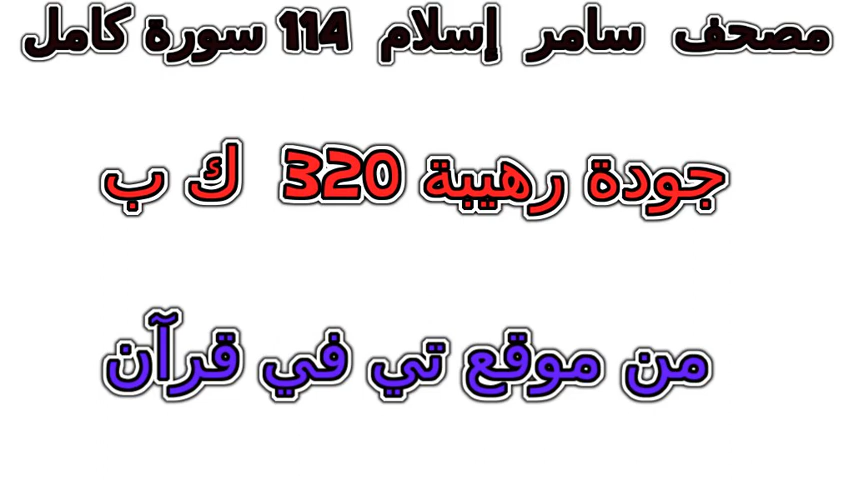 مصحف سامر إسلام 114 سورة كامل
جودة رهيبة 320 ك ب
من موقع تي في قرآن